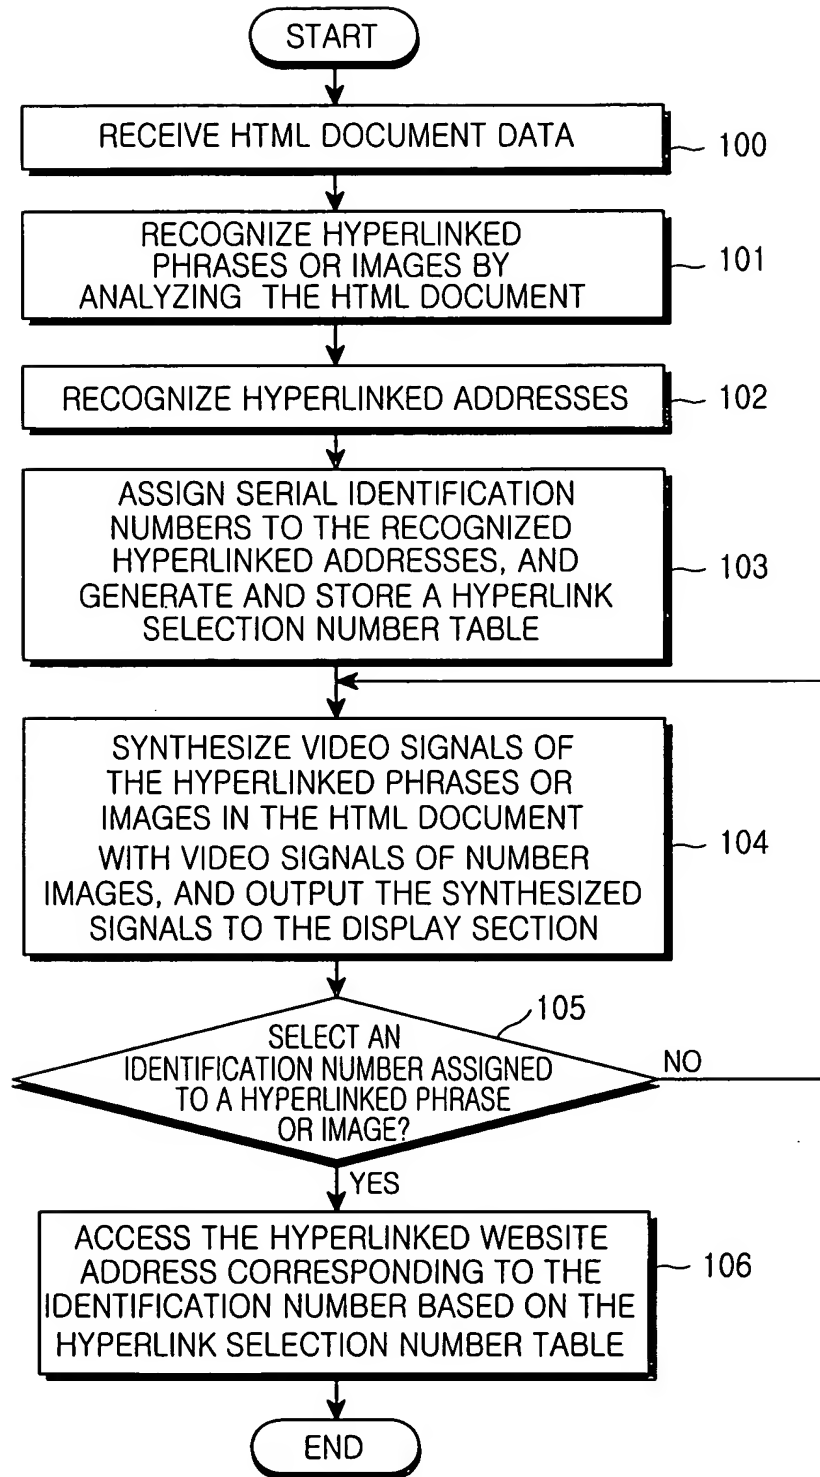 START
RECEIVE HTML DOCUMENT DATA
100
RECOGNIZE HYPERLINKED
PHRASES OR IMAGES BY
ANALYZING THE HTML DOCUMENT
101
RECOGNIZE HYPERLINKED ADDRESSES
102
ASSIGN SERIAL IDENTIFICATION
NUMBERS TO THE RECOGNIZED
HYPERLINKED ADDRESSES, AND
GENERATE AND STORE A HYPERLINK
SELECTION NUMBER TABLE
103
SYNTHESIZE VIDEO SIGNALS OF
THE HYPERLINKED PHRASES OR
IMAGES IN THE HTML DOCUMENT
WITH VIDEO SIGNALS OF NUMBER
IMAGES, AND OUTPUT THE SYNTHESIZED
SIGNALS TO THE DISPLAY SECTION
104
105
SELECT AN
IDENTIFICATION NUMBER ASSIGNED
TO A HYPERLINKED PHRASE
OR IMAGE?
NO
YES
ACCESS THE HYPERLINKED WEBSITE
ADDRESS CORRESPONDING TO THE
IDENTIFICATION NUMBER BASED ON THE
HYPERLINK SELECTION NUMBER TABLE
106
END